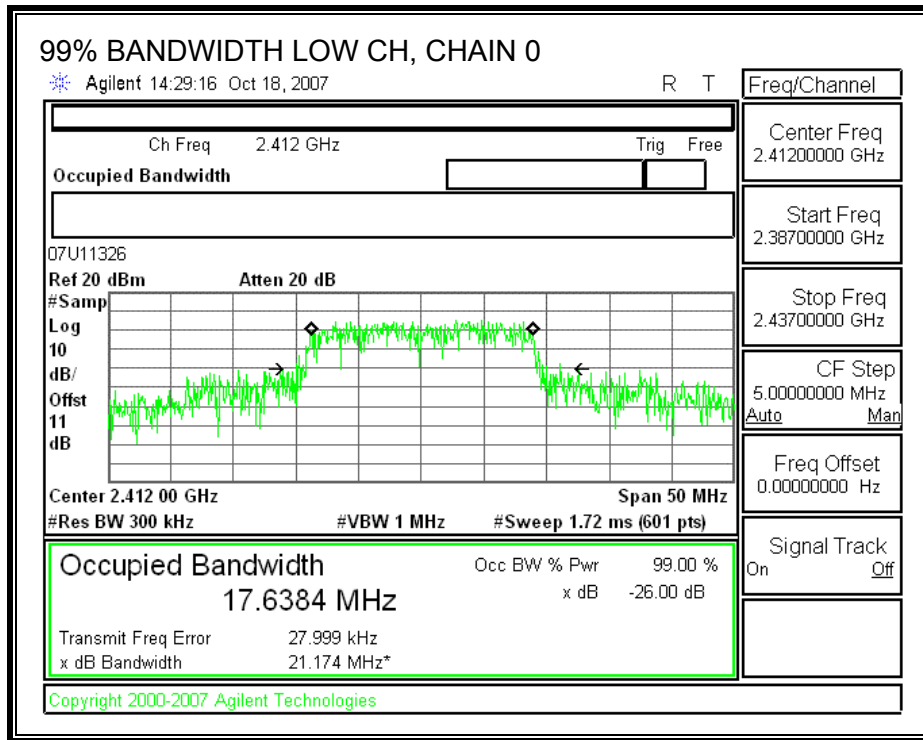 99% BANDWIDTH LOW CH, CHAIN 0
Agilent 14:29:16 Oct 18, 2007 R T
Ch Freq 2.412 GHz Trig Free
Occupied Bandwidth
07U11326
Ref 20 dBm Atten 20 dB
#Samp
Log
10
dB/
Offst
11
dB
Center 2.412 00 GHz Span 50 MHz
#Res BW 300 kHz #VBW 1 MHz #Sweep 1.72 ms (601 pts)
Occupied Bandwidth Occ BW % Pwr 99.00 %
17.6384 MHz x dB -26.00 dB
Transmit Freq Error 27.999 kHz
x dB Bandwidth 21.174 MHz*
Copyright 2000-2007 Agilent Technologies
Freq/Channel
Center Freq
2.41200000 GHz
Start Freq
2.38700000 GHz
Stop Freq
2.43700000 GHz
CF Step
5.00000000 MHz
Auto Man
Freq Offset
0.00000000 Hz
Signal Track
On Off